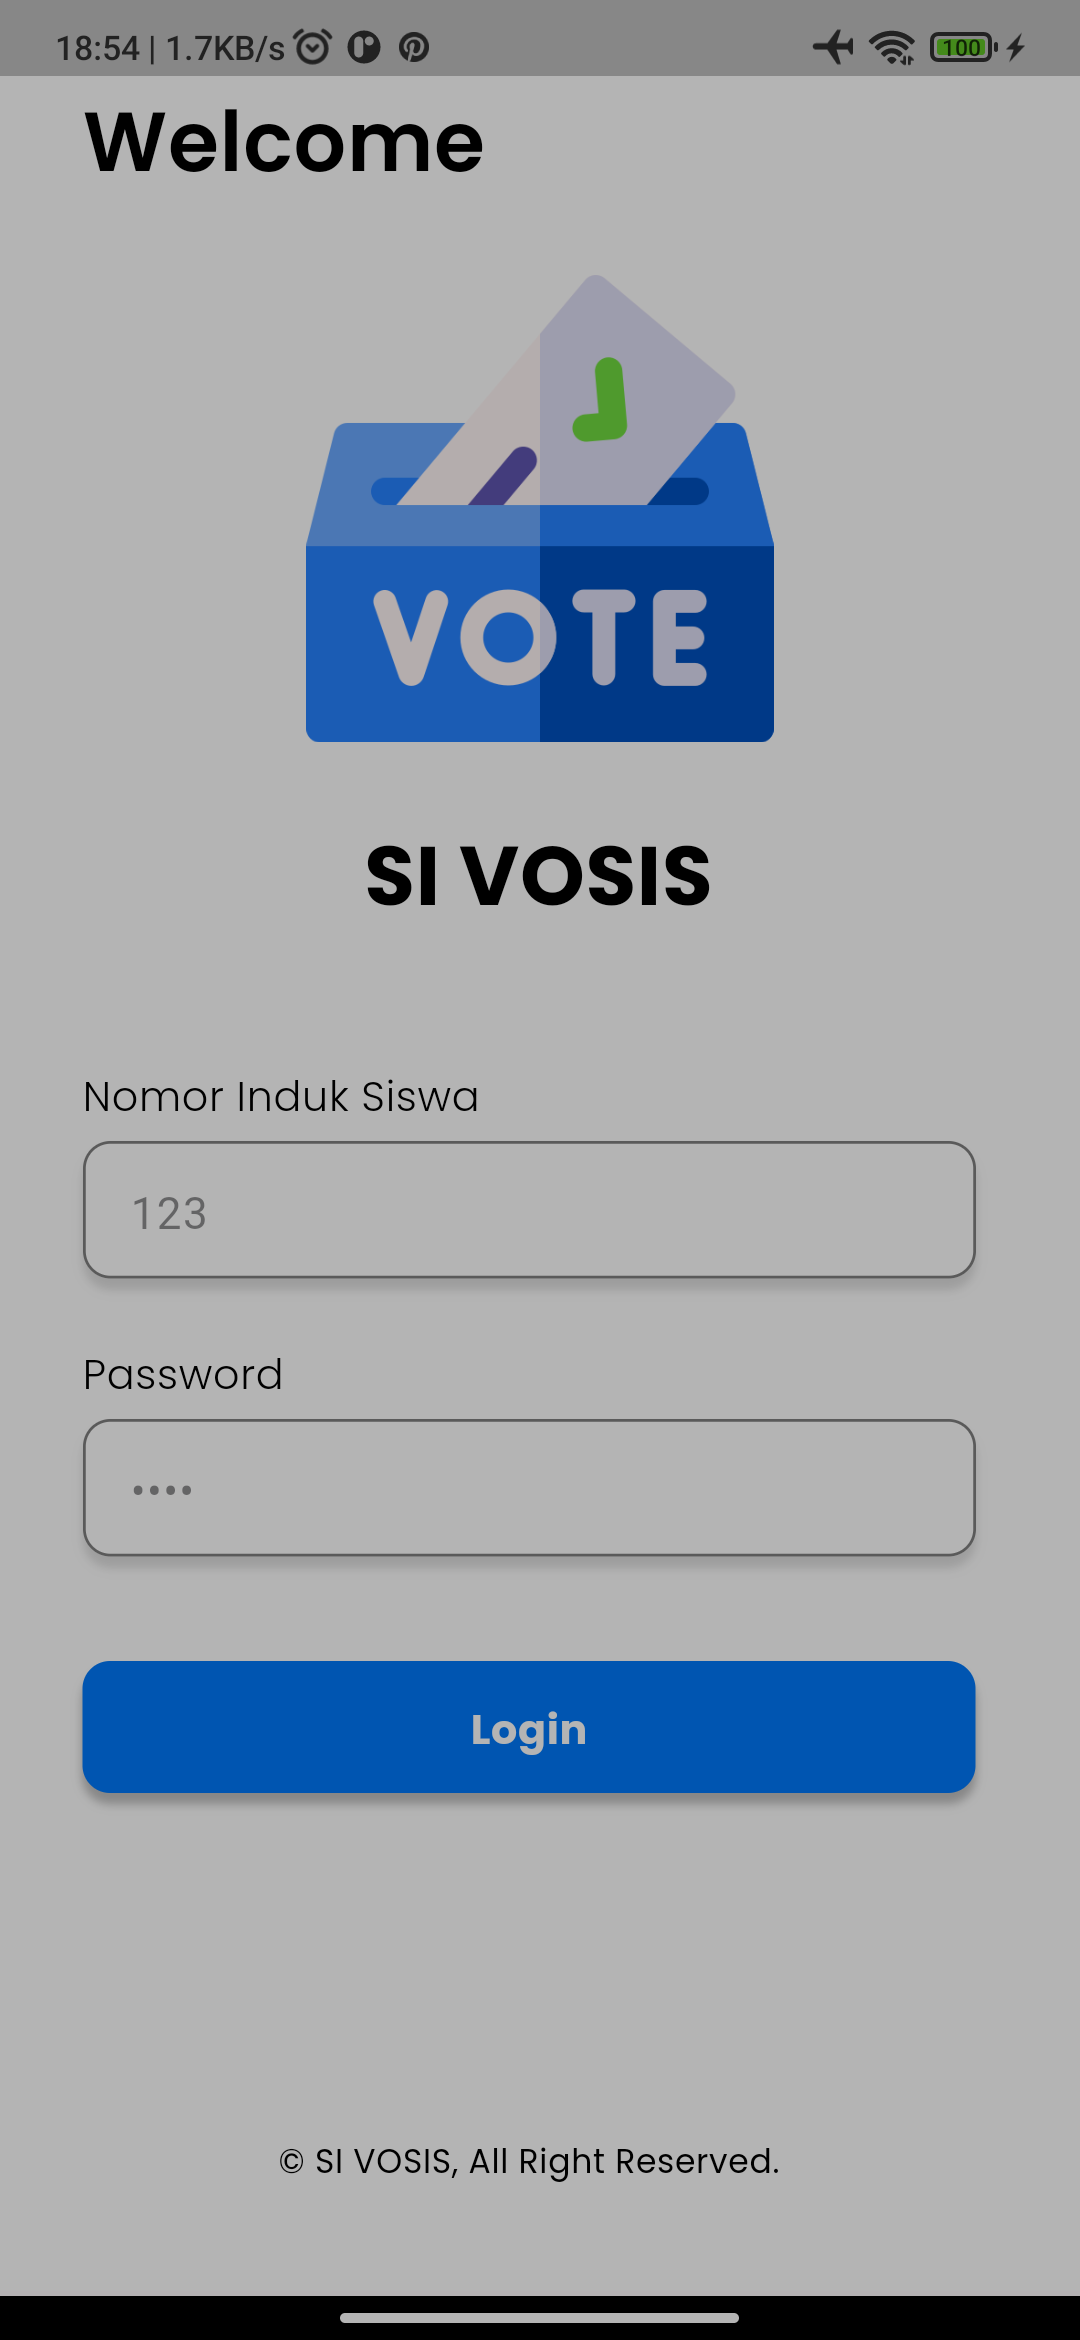 18:54 | 1.7KB/s 100
Welcome
VOTE
SI VOSIS
Nomor Induk Siswa
123
Password
••••
Login
© SI VOSIS, All Right Reserved.